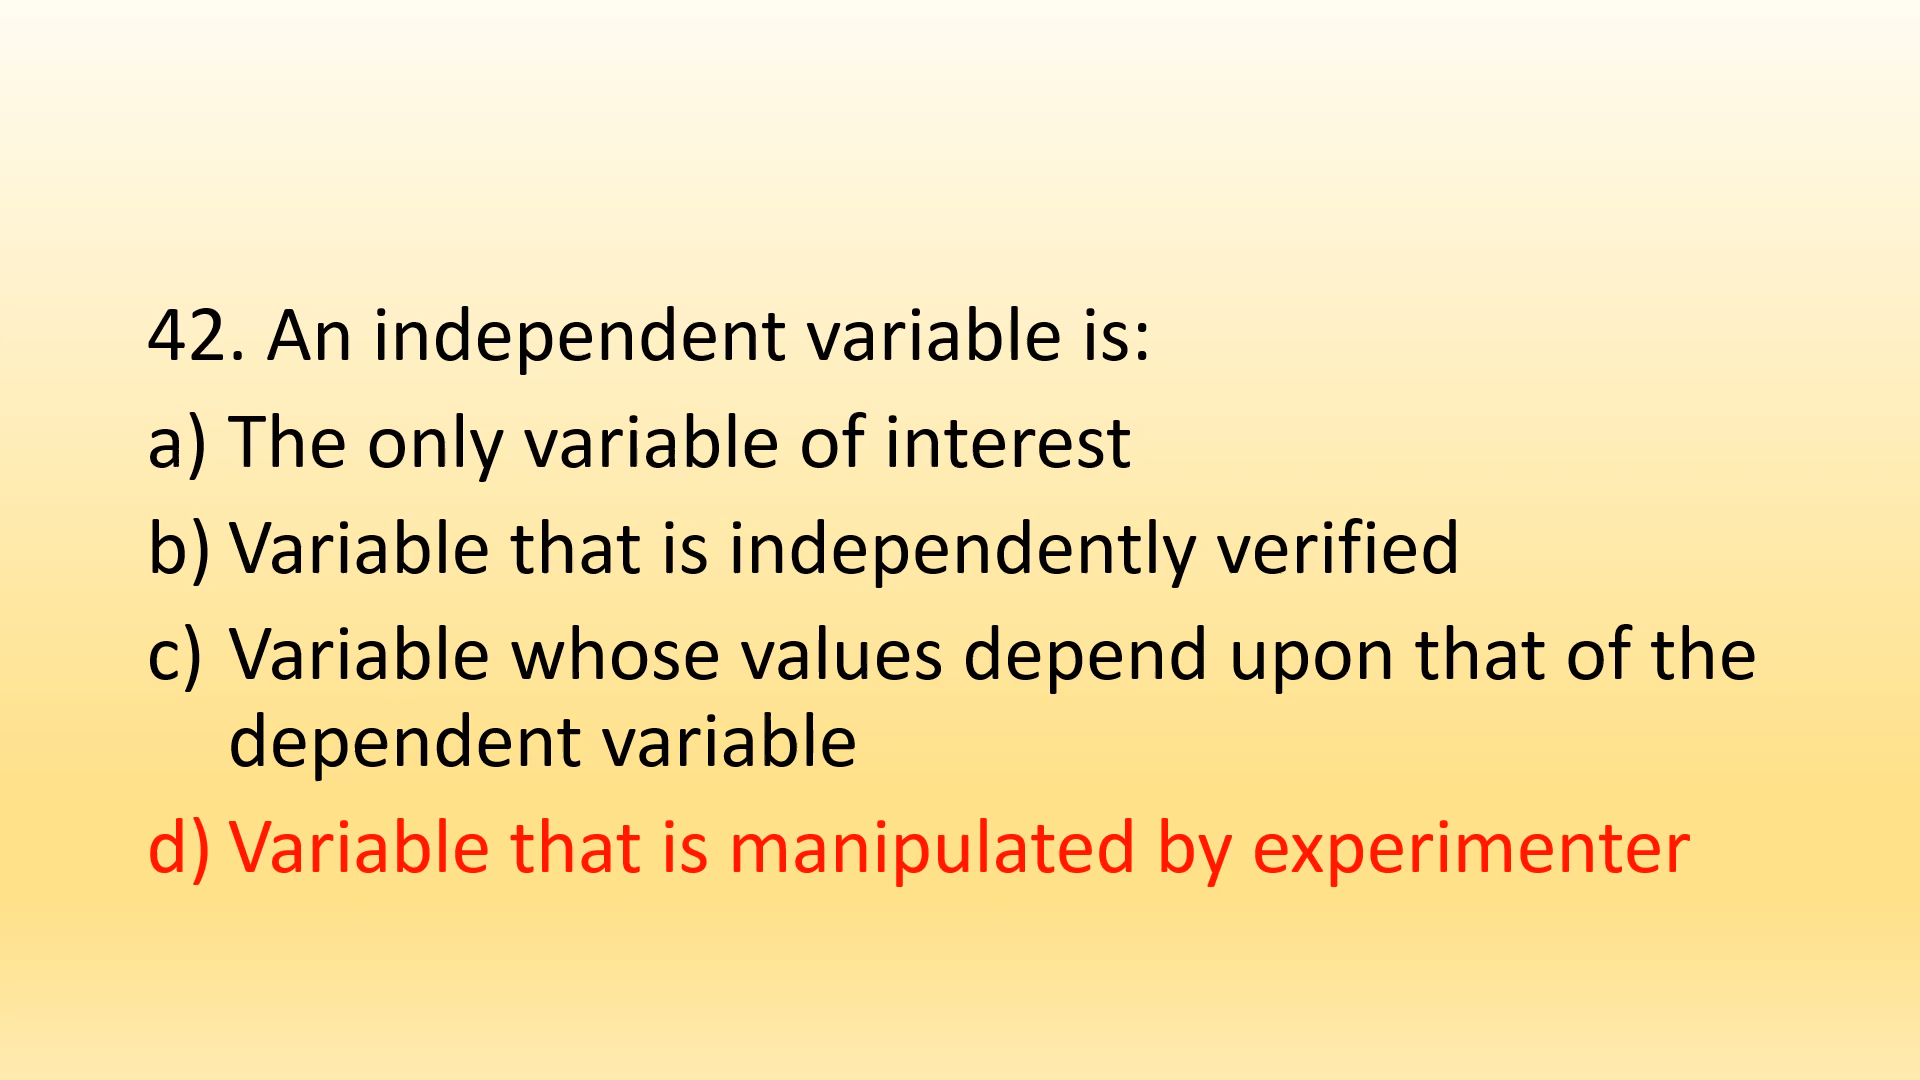 42. An independent variable is:
a) The only variable of interest
b) Variable that is independently verified
c) Variable whose values depend upon that of the
dependent variable
d) Variable that is manipulated by experimenter